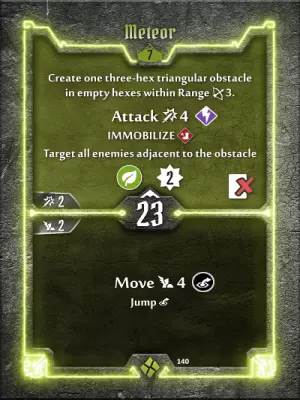 Meteor
7
Create one three-hex triangular obstacle
in empty hexes within Range 3.
Attack 4
IMMOBILIZE
Target all enemies adjacent to the obstacle
2
2
23
2
Move 4
Jump
140